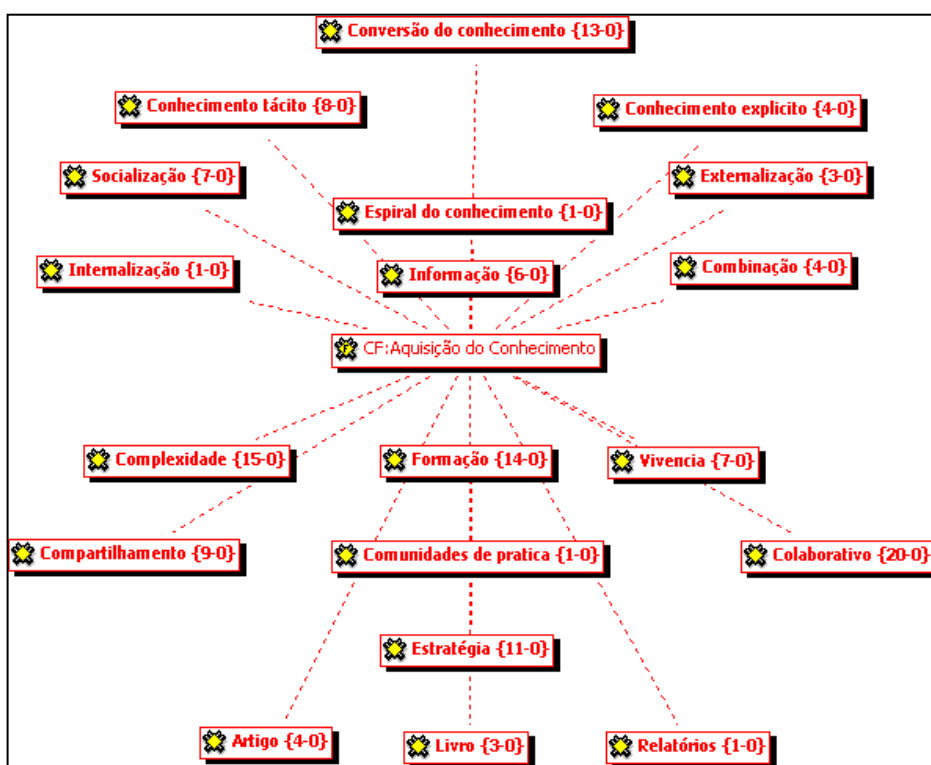 Conversão do conhecimento {13-0}
Conhecimento tácito {8-0}
Conhecimento explicito {4-0}
Socialização {7-0}
Externalização {3-0}
Espiral do conhecimento {1-0}
Internalização {1-0}
Informação {6-0}
Combinação {4-0}
CF:Aquisição do Conhecimento
Complexidade {15-0}
Formação {14-0}
Vivencia {7-0}
Compartilhamento {9-0}
Comunidades de pratica {1-0}
Colaborativo {20-0}
Estratégia {11-0}
Artigo {4-0}
Livro {3-0}
Relatórios {1-0}